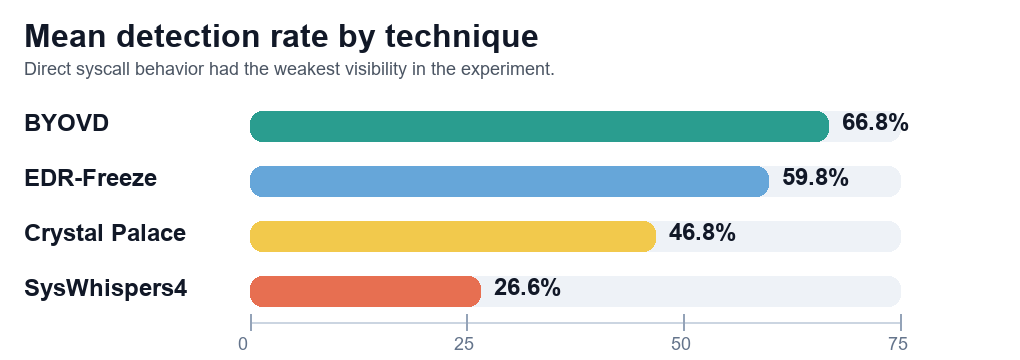 Mean detection rate by technique
Direct syscall behavior had the weakest visibility in the experiment.
BYOVD 66.8%
EDR-Freeze 59.8%
Crystal Palace 46.8%
SysWhispers4 26.6%
0 25 50 75